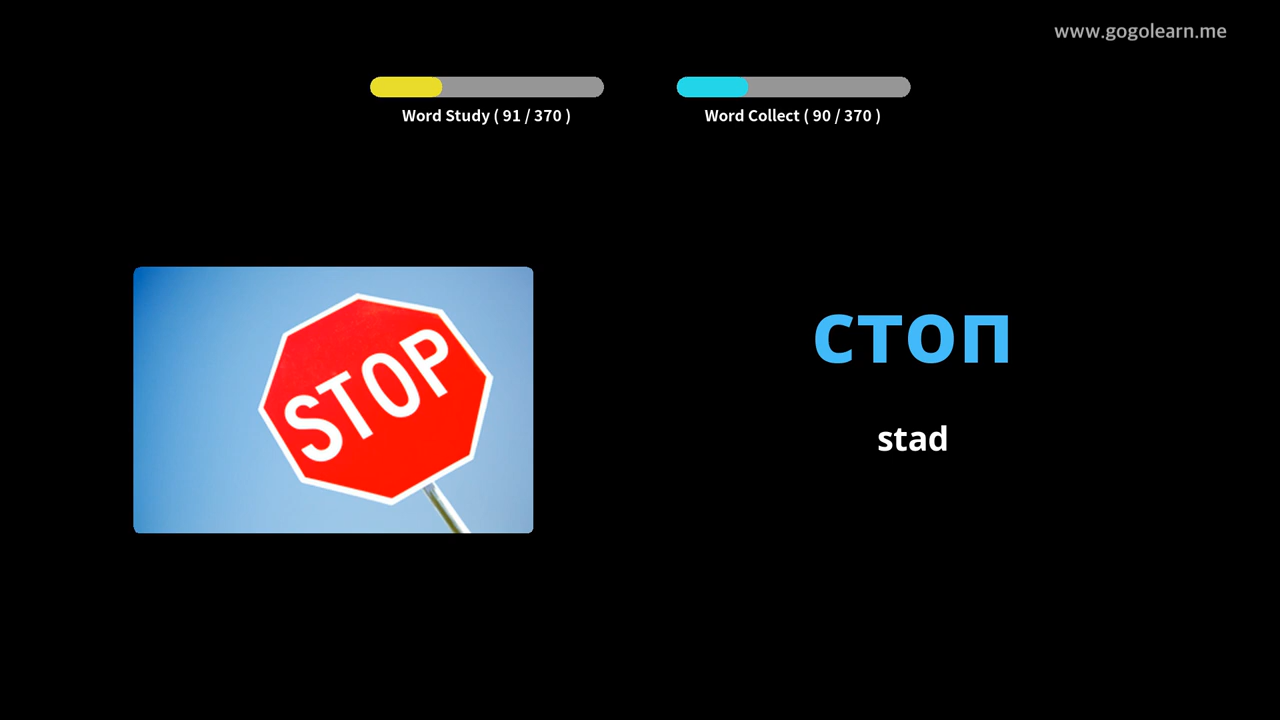 www.gogolearn.me
Word Study ( 91 / 370 )
Word Collect ( 90 / 370 )
STOP
стоп
stad